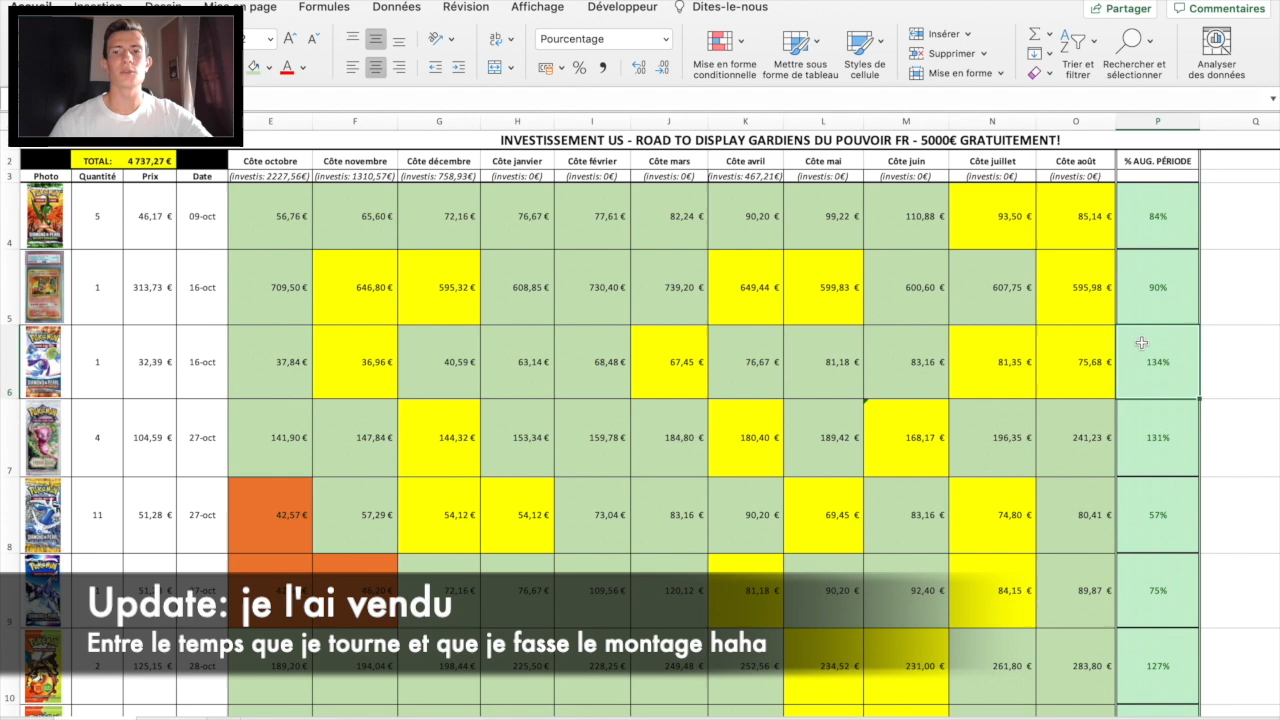 Accueil Insertion Dessin Mise en page Formules Données Révision Affichage Développeur Dites-le-nous
Partager Commentaires
Pourcentage
Mise en forme conditionnelle
Mettre sous forme de tableau
Styles de cellule
Insérer
Supprimer
Mise en forme
Trier et filtrer
Rechercher et sélectionner
Analyser des données
E F G H I J K L M N O P Q
INVESTISSEMENT US - ROAD TO DISPLAY GARDIENS DU POUVOIR FR - 5000€ GRATUITEMENT!
2 TOTAL: 4 737,27 € Côte octobre Côte novembre Côte décembre Côte janvier Côte février Côte mars Côte avril Côte mai Côte juin Côte juillet Côte août % AUG. PÉRIODE
3 Photo Quantité Prix Date (investis: 2227,56€) (investis: 1310,57€) (investis: 758,93€) (investis: 0€) (investis: 0€) (investis: 0€) (investis: 467,21€) (investis: 0€) (investis: 0€) (investis: 0€) (investis: 0€)
4 5 46,17 € 09-oct 56,76 € 65,60 € 72,16 € 76,67 € 77,61 € 82,24 € 90,20 € 99,22 € 110,88 € 93,50 € 85,14 € 84%
5 1 313,73 € 16-oct 709,50 € 646,80 € 595,32 € 608,85 € 730,40 € 739,20 € 649,44 € 599,83 € 600,60 € 607,75 € 595,98 € 90%
6 1 32,39 € 16-oct 37,84 € 36,96 € 40,59 € 63,14 € 68,48 € 67,45 € 76,67 € 81,18 € 83,16 € 81,35 € 75,68 € 134%
7 4 104,59 € 27-oct 141,90 € 147,84 € 144,32 € 153,34 € 159,78 € 184,80 € 180,40 € 189,42 € 168,17 € 196,35 € 241,23 € 131%
8 11 51,28 € 27-oct 42,57 € 57,29 € 54,12 € 54,12 € 73,04 € 83,16 € 90,20 € 69,45 € 83,16 € 74,80 € 80,41 € 57%
9 72,16 € 76,67 € 109,56 € 120,12 € 81,18 € 90,20 € 92,40 € 84,15 € 89,87 € 75%
Update: je l'ai vendu
Entre le temps que je tourne et que je fasse le montage haha
10 2 125,15 € 28-oct 189,20 € 194,04 € 198,44 € 225,50 € 228,25 € 249,48 € 252,56 € 234,52 € 231,00 € 261,80 € 283,80 € 127%